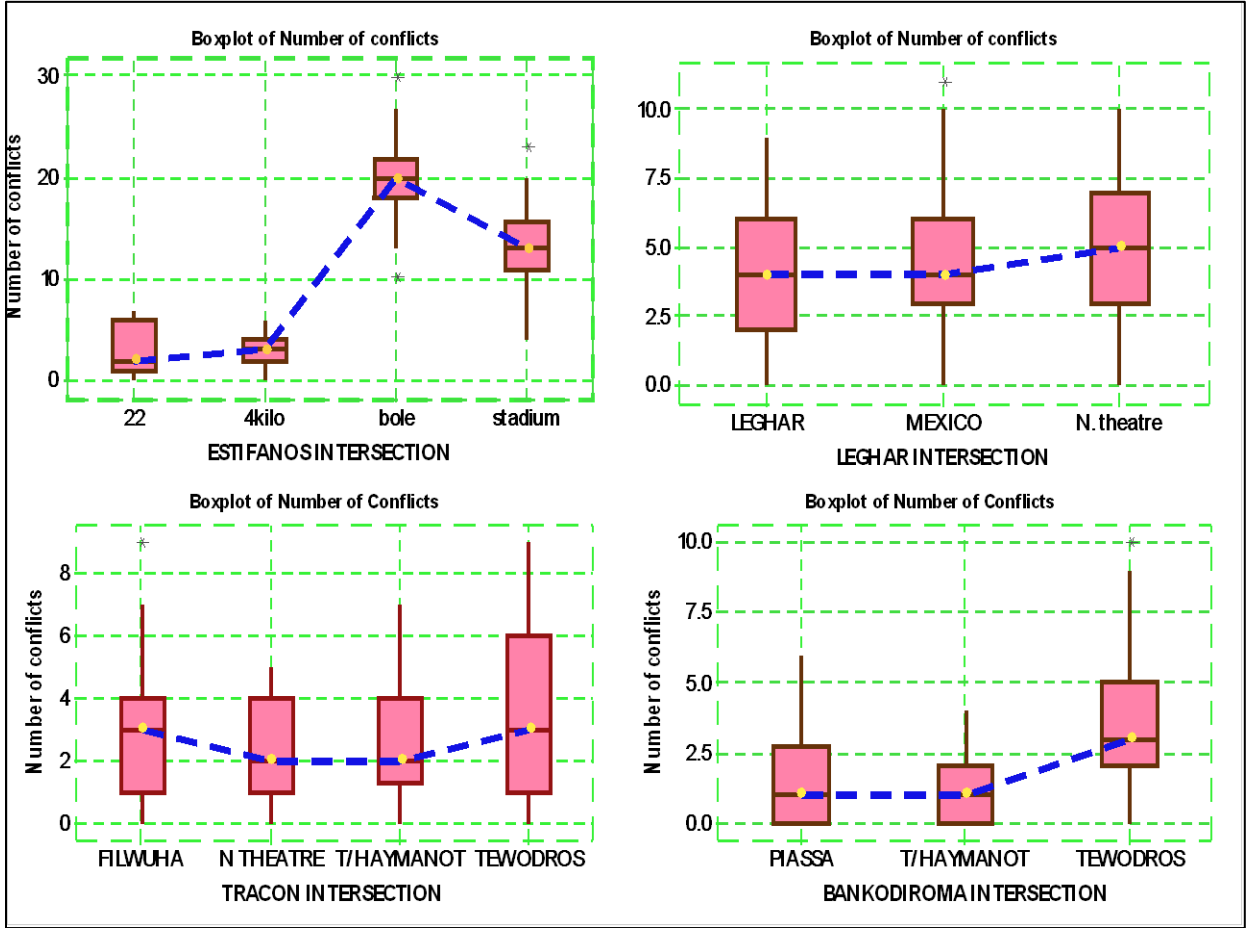 Boxplot of Number of conflicts
Number of conflicts
30
20
10
0
22 4kilo bole stadium
ESTIFANOS INTERSECTION
Boxplot of Number of conflicts
10.0
7.5
5.0
2.5
0.0
LEGHAR MEXICO N. theatre
LEGHAR INTERSECTION
Boxplot of Number of Conflicts
Number of conflicts
8
6
4
2
0
FILWUHA N THEATRE T/HAYMANOT TEWODROS
TRACON INTERSECTION
Boxplot of Number of Conflicts
Number of conflicts
10.0
7.5
5.0
2.5
0.0
PIASSA T/HAYMANOT TEWODROS
BANKODIROMA INTERSECTION